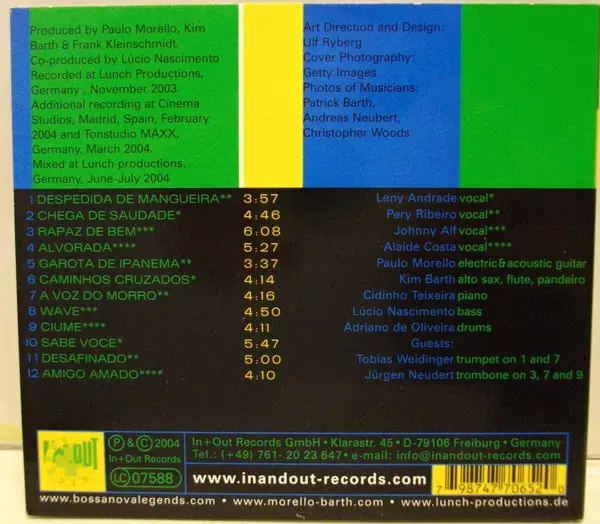 Produced by Paulo Morello, Kim
Barth & Frank Kleinschmidt.
Co-produced by Lúcio Nascimento
Recorded at Lunch Productions,
Germany , November 2003.
Additional recording at Cinema
Studios, Madrid, Spain, February
2004 and Tonstudio MAXX,
Germany, March 2004.
Mixed at Lunch productions,
Germany, June-July 2004
Art Direction and Design:
Ulf Ryberg
Cover Photography:
Getty Images
Photos of Musicians:
Patrick Barth,
Andreas Neubert,
Christopher Woods
1 DESPEDIDA DE MANGUEIRA** 3:57
2 CHEGA DE SAUDADE* 4:46
3 RAPAZ DE BEM*** 6:08
4 ALVORADA**** 5:27
5 GAROTA DE IPANEMA** 3:37
6 CAMINHOS CRUZADOS* 4:14
7 A VOZ DO MORRO** 4:16
8 WAVE*** 4:50
9 CIUME**** 4:11
10 SABE VOCE* 5:47
11 DESAFINADO** 5:00
12 AMIGO AMADO**** 4:10
Leny Andrade vocal*
Pery Ribeiro vocal**
Johnny Alf vocal***
Alaide Costa vocal****
Paulo Morello electric & acoustic guitar
Kim Barth alto sax, flute, pandeiro
Cidinho Teixeira piano
Lúcio Nascimento bass
Adriano de Oliveira drums
Guests:
Tobias Weidinger trumpet on 1 and 7
Jürgen Neudert trombone on 3, 7 and 9
IN+OUT
RECORDS
℗ & © 2004
In+Out Records
LC 07588
In+Out Records GmbH • Klarastr. 45 • D-79106 Freiburg • Germany
Tel.: (+49) 761- 20 23 647 • e-mail: info@inandout-records.com
www.inandout-records.com
7 98747 70652 0
www.bossanovalegends.com • www.morello-barth.com • www.lunch-productions.de